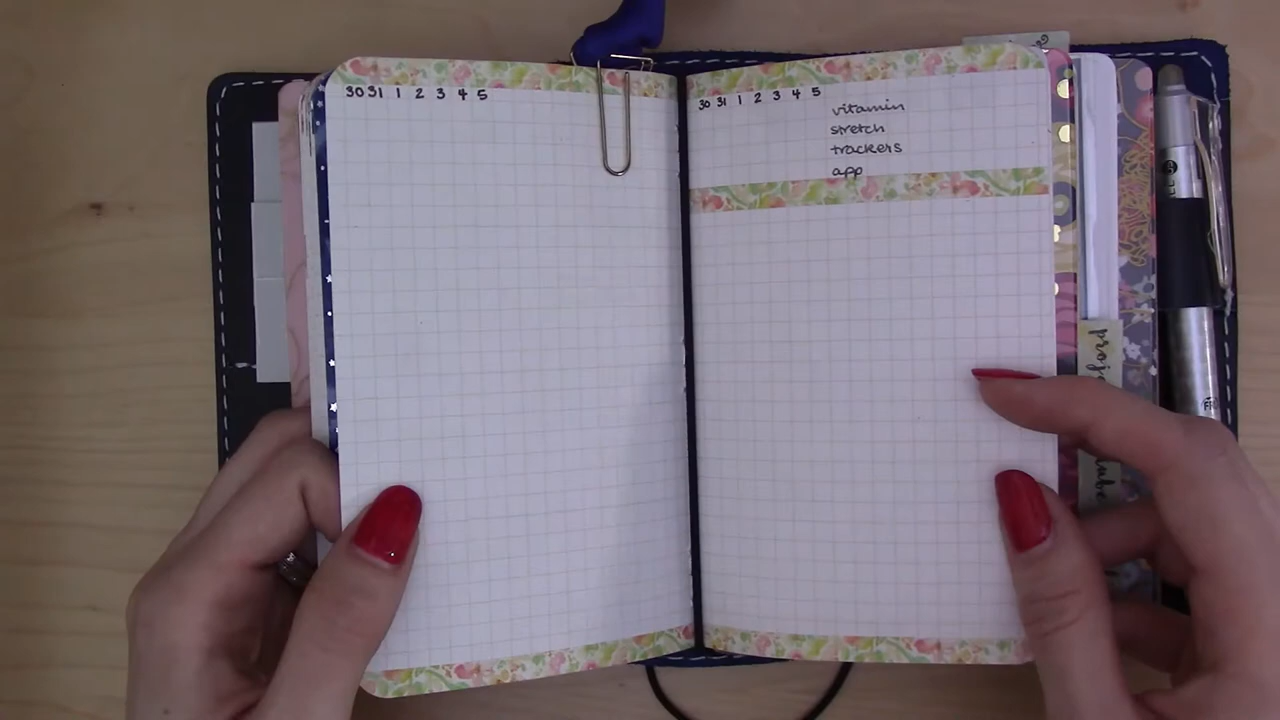 30 31 1 2 3 4 5
30 31 1 2 3 4 5
vitamin
stretch
trackers
app